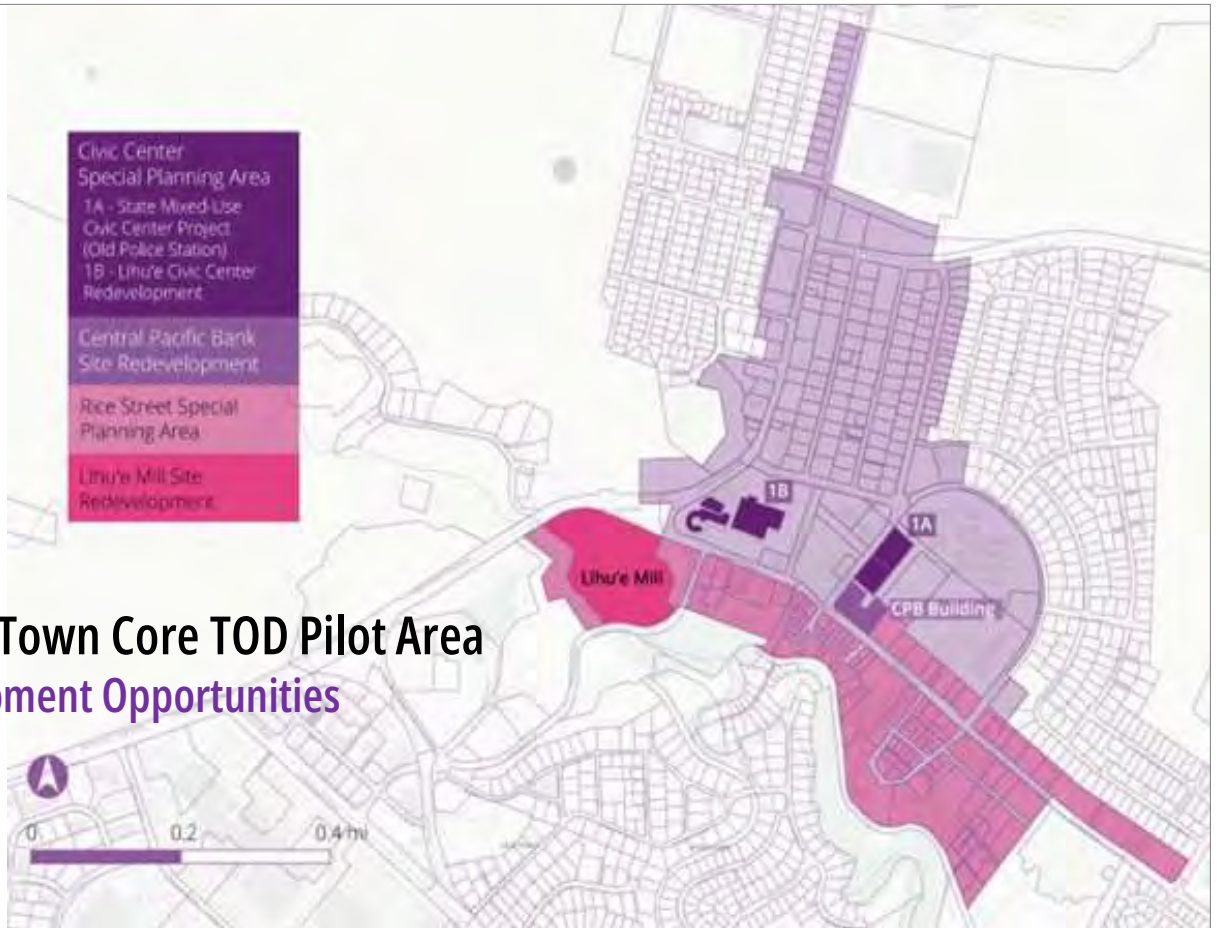 Civic Center
Special Planning Area
1A - State Mixed-Use
Civic Center Project
(Old Police Station)
1B - Līhu'e Civic Center
Redevelopment
Central Pacific Bank
Site Redevelopment
Rice Street Special
Planning Area
Līhu'e Mill Site
Redevelopment
1B
1A
Līhu'e Mill
CPB Building
Town Core TOD Pilot Area
pment Opportunities
0
0.2
0.4 mi